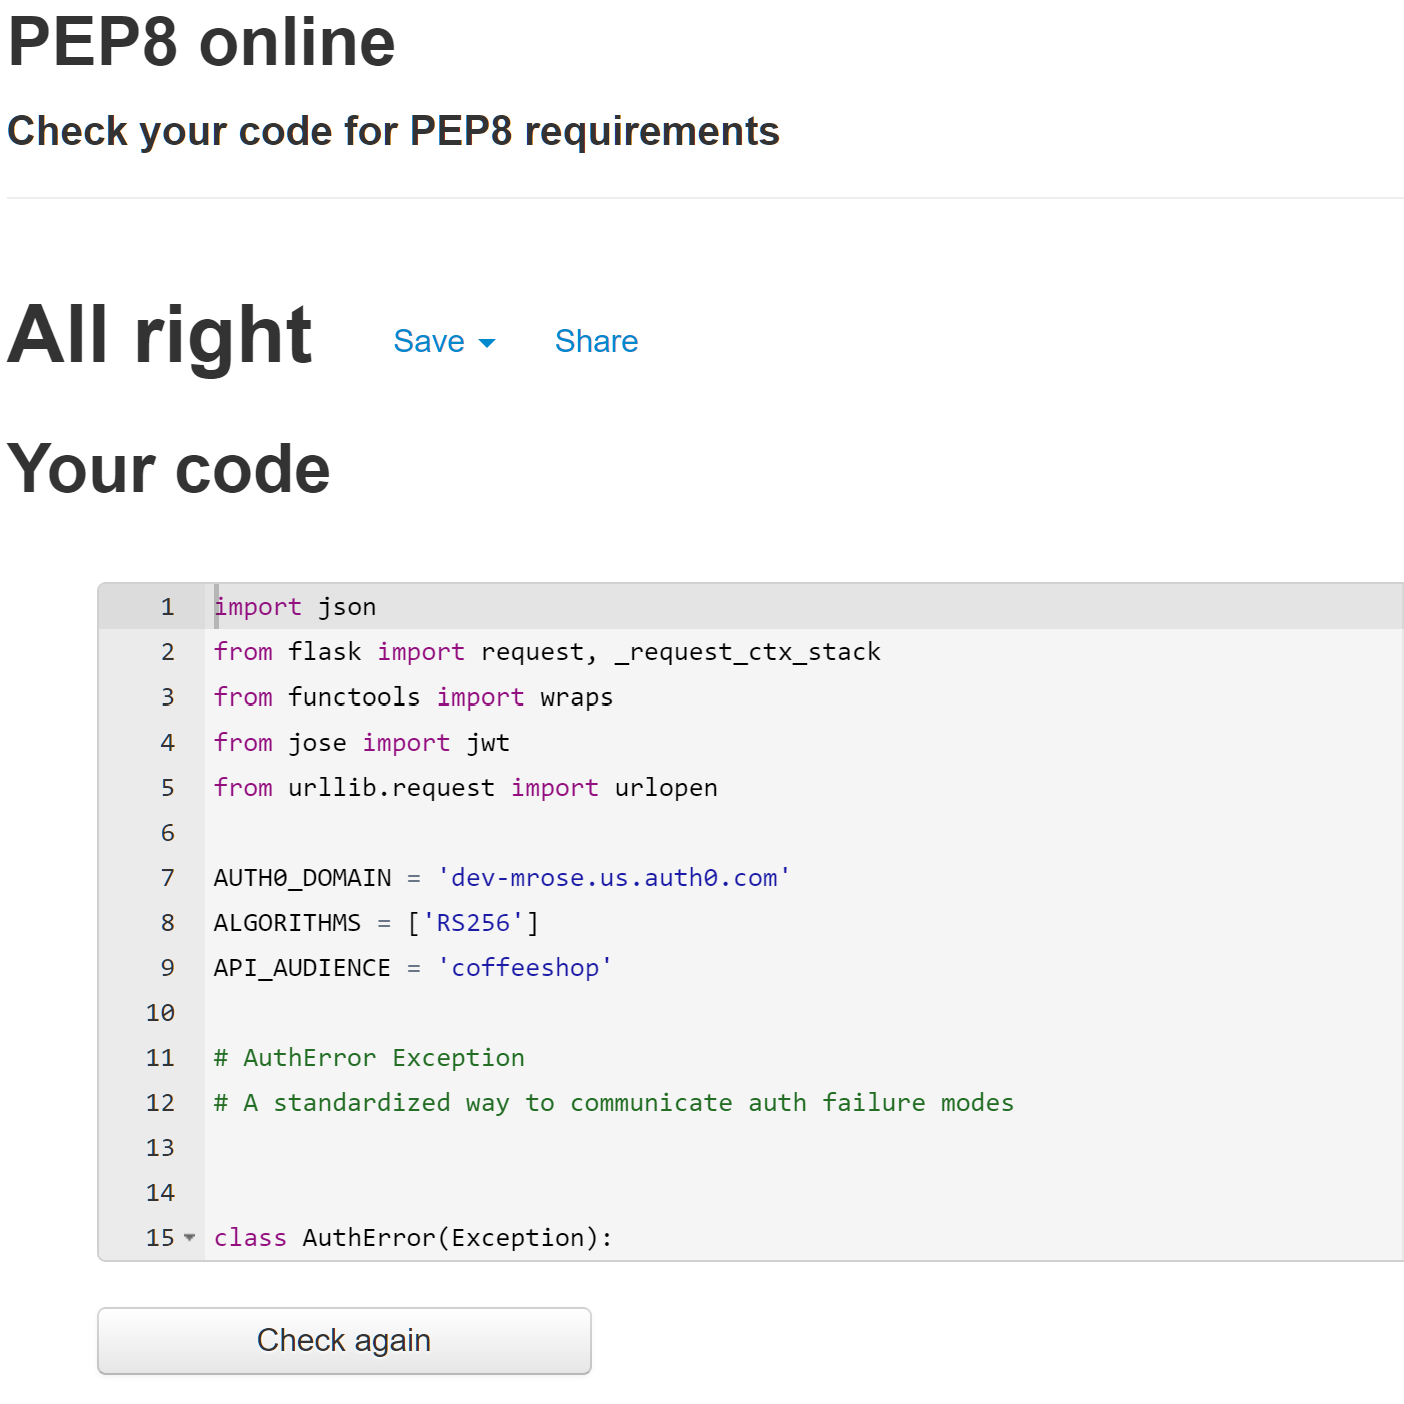 PEP8 online
Check your code for PEP8 requirements
All right Save Share
Your code
1 import json
2 from flask import request, _request_ctx_stack
3 from functools import wraps
4 from jose import jwt
5 from urllib.request import urlopen
6
7 AUTH0_DOMAIN = 'dev-mrose.us.auth0.com'
8 ALGORITHMS = ['RS256']
9 API_AUDIENCE = 'coffeeshop'
10
11 # AuthError Exception
12 # A standardized way to communicate auth failure modes
13
14
15 class AuthError(Exception):
Check again